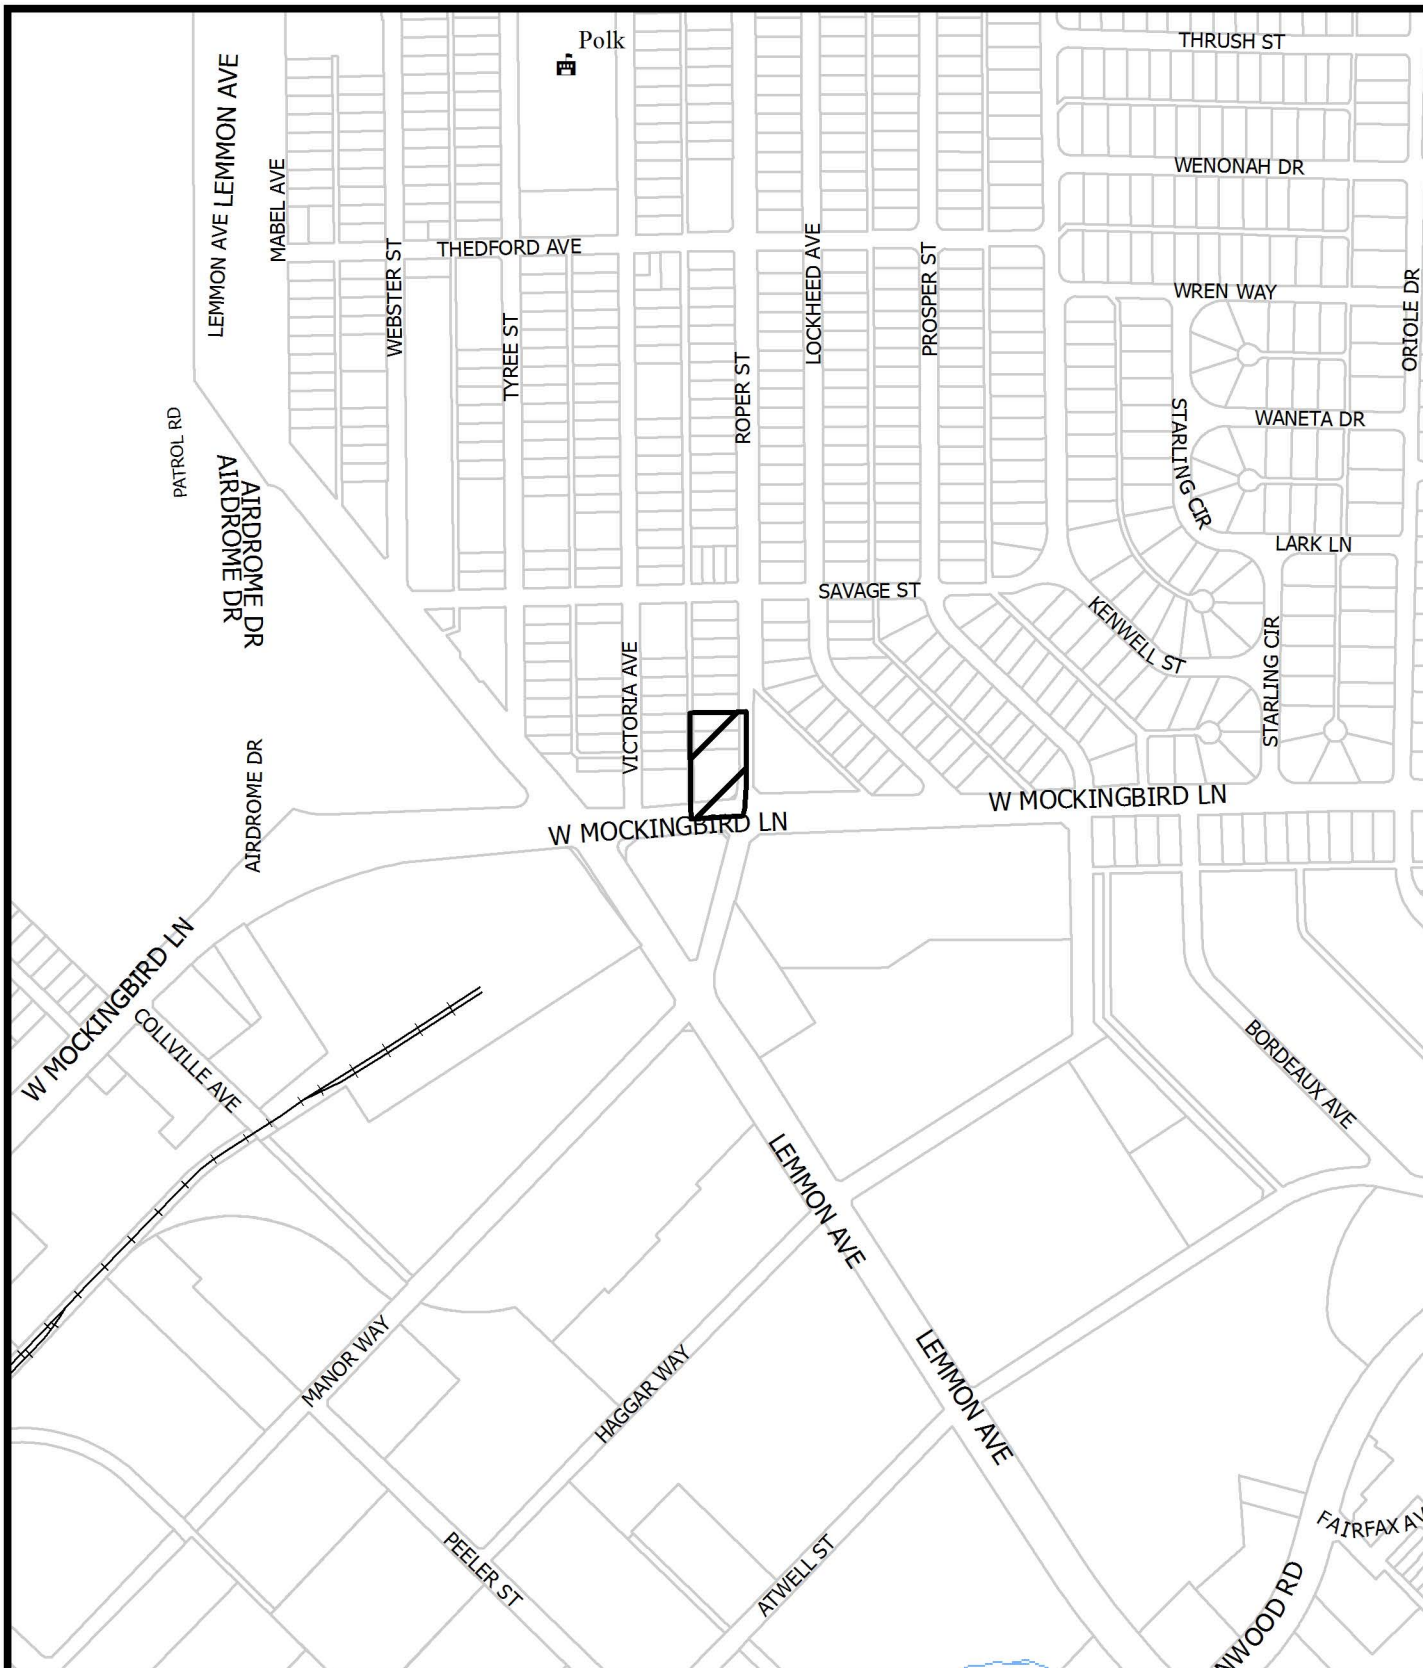 Polk
THRUSH ST
LEMMON AVE
LEMMON AVE
MABEL AVE
WENONAH DR
THEDFORD AVE
WEBSTER ST
LOCKHEED AVE
PROSPER ST
WREN WAY
ORIOLE DR
TYREE ST
ROPER ST
PATROL RD
STARLING CIR
WANETA DR
AIRDROME DR
AIRDROME DR
LARK LN
SAVAGE ST
KENWELL ST
STARLING CIR
VICTORIA AVE
AIRDROME DR
W MOCKINGBIRD LN
W MOCKINGBIRD LN
W MOCKINGBIRD LN
COLLVILLE AVE
BORDEAUX AVE
LEMMON AVE
MANOR WAY
HAGGAR WAY
LEMMON AVE
PEELER ST
ATWELL ST
FAIRFAX AV
NWOOD RD